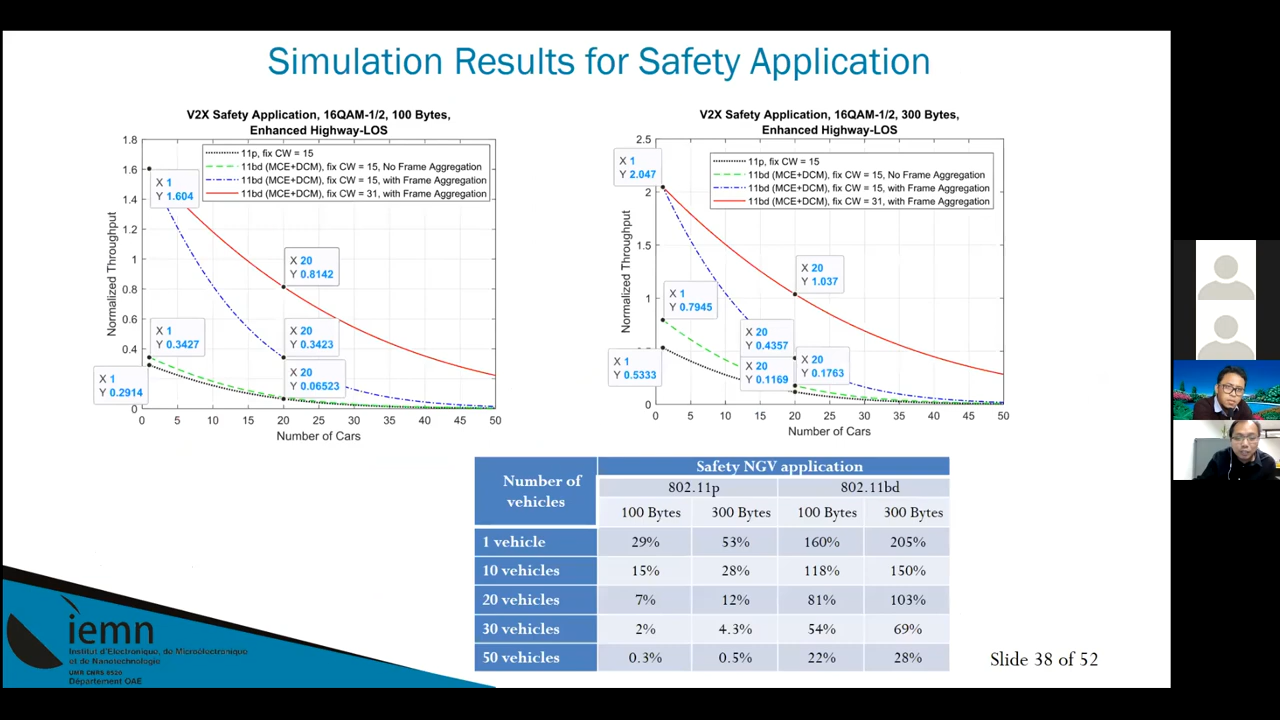 Simulation Results for Safety Application
V2X Safety Application, 16QAM-1/2, 100 Bytes,
Enhanced Highway-LOS
1.8
1.6
1.4
1.2
1
0.8
0.6
0.4
0
Normalized Throughput
11p, fix CW = 15
11bd (MCE+DCM), fix CW = 15, No Frame Aggregation
11bd (MCE+DCM), fix CW = 15, with Frame Aggregation
11bd (MCE+DCM), fix CW = 31, with Frame Aggregation
X 1
Y 1.604
X 20
Y 0.8142
X 1
Y 0.3427
X 20
Y 0.3423
X 1
Y 0.2914
X 20
Y 0.06523
0 5 10 15 20 25 30 35 40 45 50
Number of Cars
V2X Safety Application, 16QAM-1/2, 300 Bytes,
Enhanced Highway-LOS
2.5
2
1.5
1
0
Normalized Throughput
11p, fix CW = 15
11bd (MCE+DCM), fix CW = 15, No Frame Aggregation
11bd (MCE+DCM), fix CW = 15, with Frame Aggregation
11bd (MCE+DCM), fix CW = 31, with Frame Aggregation
X 1
Y 2.047
X 20
Y 1.037
X 1
Y 0.7945
X 20
Y 0.4357
X 1
Y 0.5333
X 20
Y 0.1169
X 20
Y 0.1763
0 5 10 15 20 25 30 35 40 45 50
Number of Cars
Number of vehicles Safety NGV application
802.11p 802.11bd
100 Bytes 300 Bytes 100 Bytes 300 Bytes
1 vehicle 29% 53% 160% 205%
10 vehicles 15% 28% 118% 150%
20 vehicles 7% 12% 81% 103%
30 vehicles 2% 4.3% 54% 69%
50 vehicles 0.3% 0.5% 22% 28%
iemn
Institut d'Electronique, de Microélectronique
et de Nanotechnologie
UMR CNRS 8520
Département OAE
Slide 38 of 52